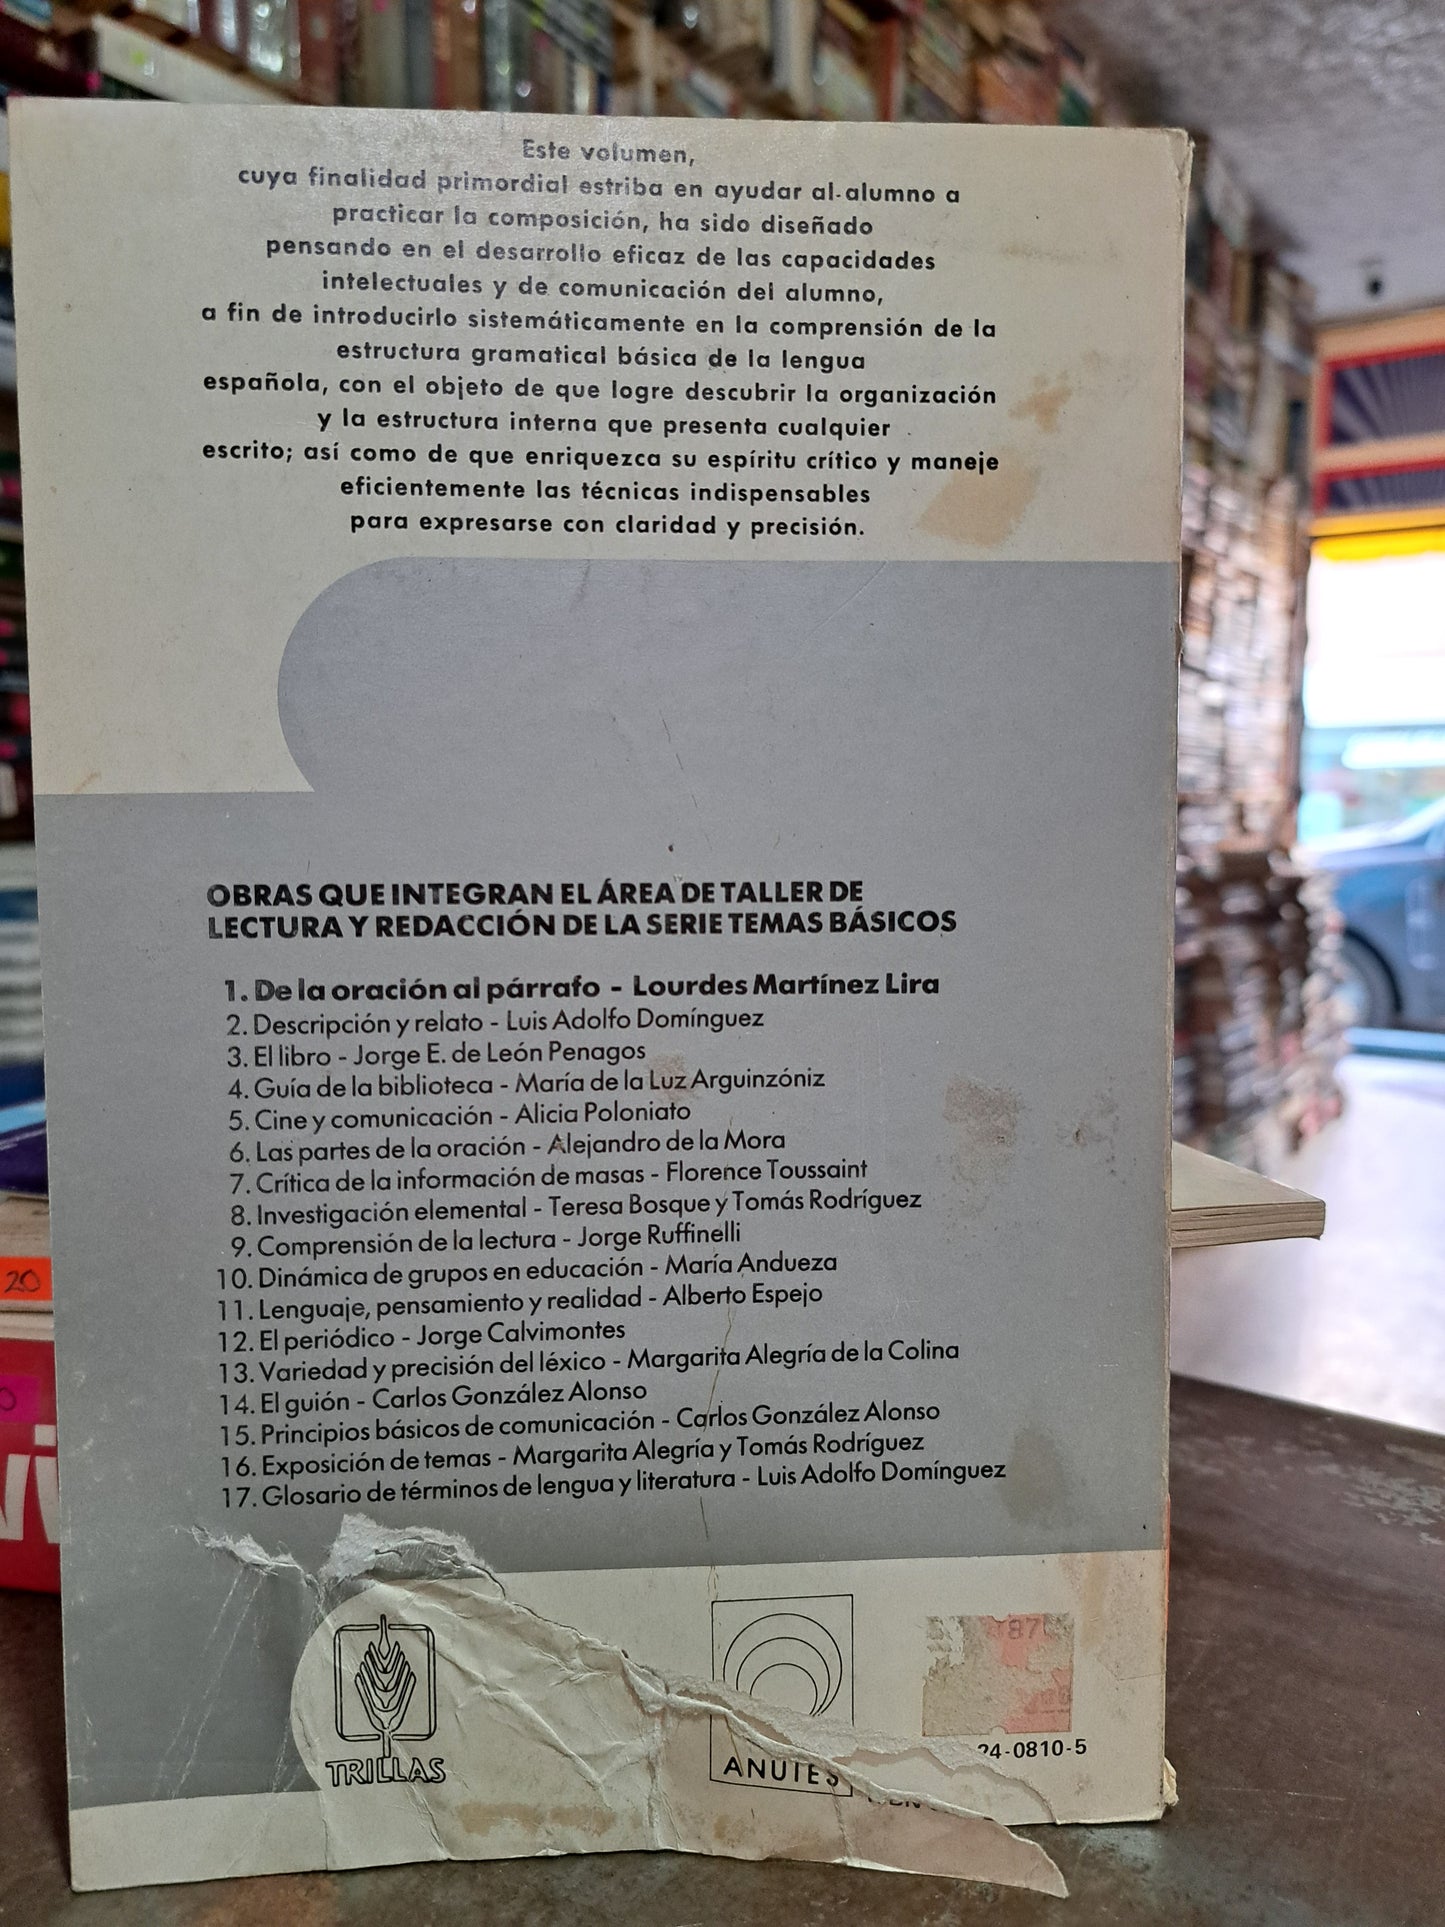 Este volumen,
cuya finalidad primordial estriba en ayudar al alumno a
practicar la composición, ha sido diseñado
pensando en el desarrollo eficaz de las capacidades
intelectuales y de comunicación del alumno,
a fin de introducirlo sistemáticamente en la comprensión de la
estructura gramatical básica de la lengua
española, con el objeto de que logre descubrir la organización
y la estructura interna que presenta cualquier
escrito; así como de que enriquezca su espíritu crítico y maneje
eficientemente las técnicas indispensables
para expresarse con claridad y precisión.
OBRAS QUE INTEGRAN EL ÁREA DE TALLER DE
LECTURA Y REDACCIÓN DE LA SERIE TEMAS BÁSICOS
1. De la oración al párrafo - Lourdes Martínez Lira
2. Descripción y relato - Luis Adolfo Domínguez
3. El libro - Jorge E. de León Penagos
4. Guía de la biblioteca - María de la Luz Arguinzóniz
5. Cine y comunicación - Alicia Poloniato
6. Las partes de la oración - Alejandro de la Mora
7. Crítica de la información de masas - Florence Toussaint
8. Investigación elemental - Teresa Bosque y Tomás Rodríguez
9. Comprensión de la lectura - Jorge Ruffinelli
10. Dinámica de grupos en educación - María Andueza
11. Lenguaje, pensamiento y realidad - Alberto Espejo
12. El periódico - Jorge Calvimontes
13. Variedad y precisión del léxico - Margarita Alegría de la Colina
14. El guión - Carlos González Alonso
15. Principios básicos de comunicación - Carlos González Alonso
16. Exposición de temas - Margarita Alegría y Tomás Rodríguez
17. Glosario de términos de lengua y literatura - Luis Adolfo Domínguez
TRILLAS
ANUIES
24-0810-5
20